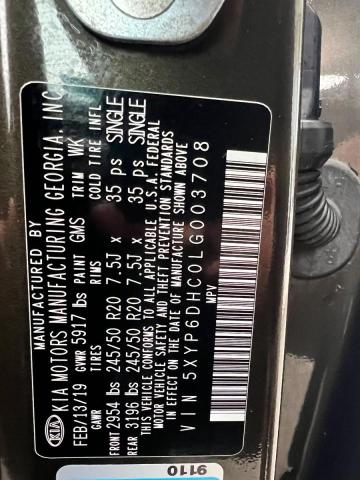 MANUFACTURED BY
KIA KIA MOTORS MANUFACTURING GEORGIA, INC.
FEB/13/19 GVWR 5917 lbs PAINT GMS TRIM WK
GAWR TIRES RIMS COLD TIRE INFL.
FRONT 2954 lbs 245/50 R20 7.5J X 35 ps SINGLE
REAR 3196 lbs 245/50 R20 7.5J X 35 ps SINGLE
THIS VEHICLE CONFORMS TO ALL APPLICABLE U.S.A. FEDERAL
MOTOR VEHICLE SAFETY AND THEFT PREVENTION STANDARDS
IN EFFECT ON THE DATE OF MANUFACTURE SHOWN ABOVE
VIN 5XYP6DHC0LG003708
MPV
9110